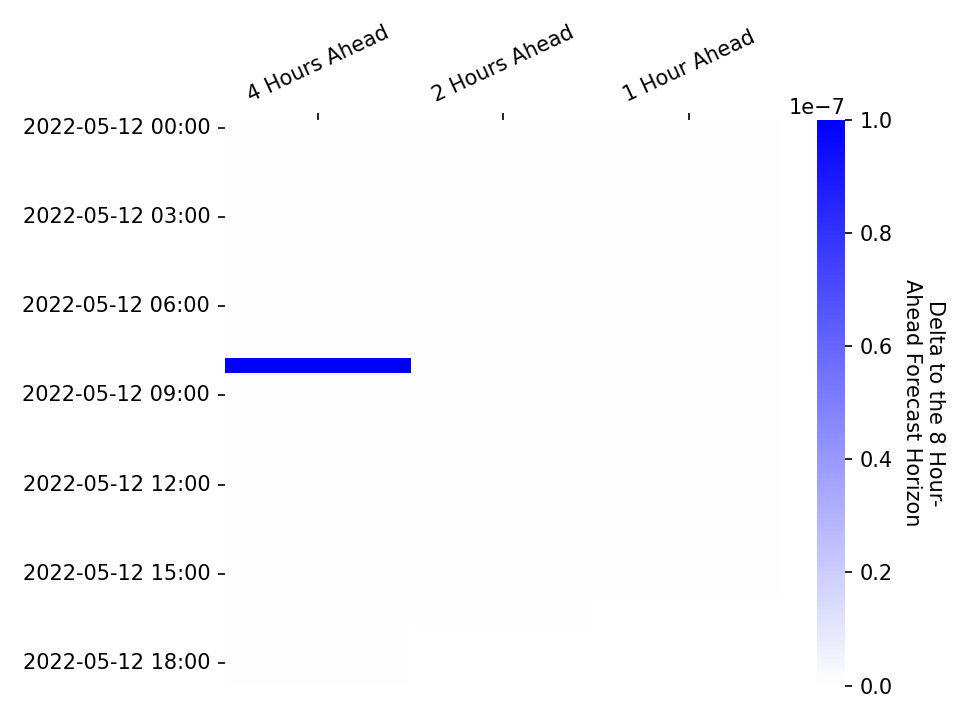 4 Hours Ahead
2 Hours Ahead
1 Hour Ahead
2022-05-12 00:00
2022-05-12 03:00
2022-05-12 06:00
2022-05-12 09:00
2022-05-12 12:00
2022-05-12 15:00
2022-05-12 18:00
1e−7
1.0
0.8
0.6
0.4
0.2
0.0
Delta to the 8 Hour-
Ahead Forecast Horizon